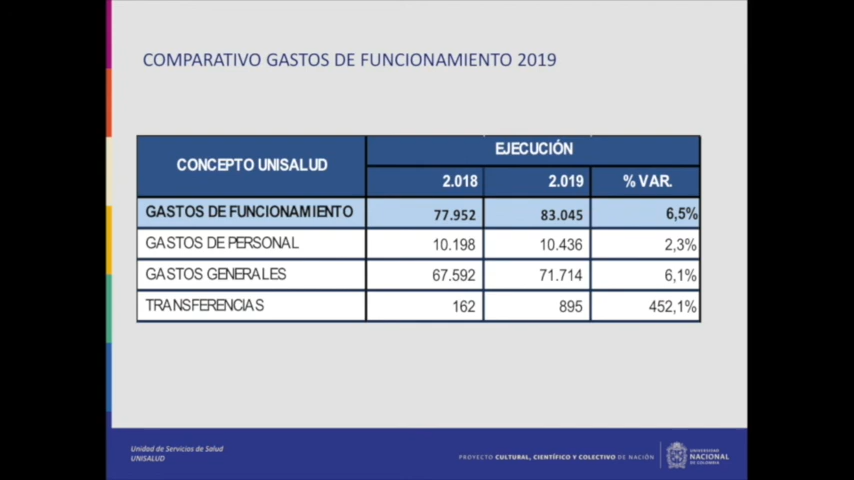 COMPARATIVO GASTOS DE FUNCIONAMIENTO 2019
CONCEPTO UNISALUD
EJECUCIÓN
2.018 2.019 % VAR.
GASTOS DE FUNCIONAMIENTO 77.952 83.045 6,5%
GASTOS DE PERSONAL 10.198 10.436 2,3%
GASTOS GENERALES 67.592 71.714 6,1%
TRANSFERENCIAS 162 895 452,1%
Unidad de Servicios de Salud
UNISALUD
PROYECTO CULTURAL, CIENTÍFICO Y COLECTIVO DE NACIÓN
UNIVERSIDAD
NACIONAL
DE COLOMBIA